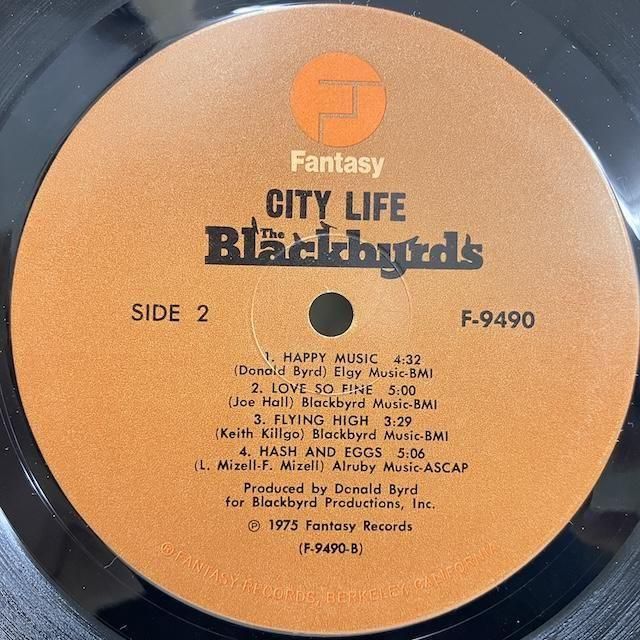 Fantasy
CITY LIFE
The
Blackbyrds
SIDE 2
F-9490
1. HAPPY MUSIC 4:32
(Donald Byrd) Elgy Music-BMI
2. LOVE SO FINE 5:00
(Joe Hall) Blackbyrd Music-BMI
3. FLYING HIGH 3:29
(Keith Killgo) Blackbyrd Music-BMI
4. HASH AND EGGS 5:06
(L. Mizell-F. Mizell) Alruby Music-ASCAP
Produced by Donald Byrd
for Blackbyrd Productions, Inc.
℗ 1975 Fantasy Records
(F-9490-B)
® FANTASY RECORDS, BERKELEY, CALIFORNIA